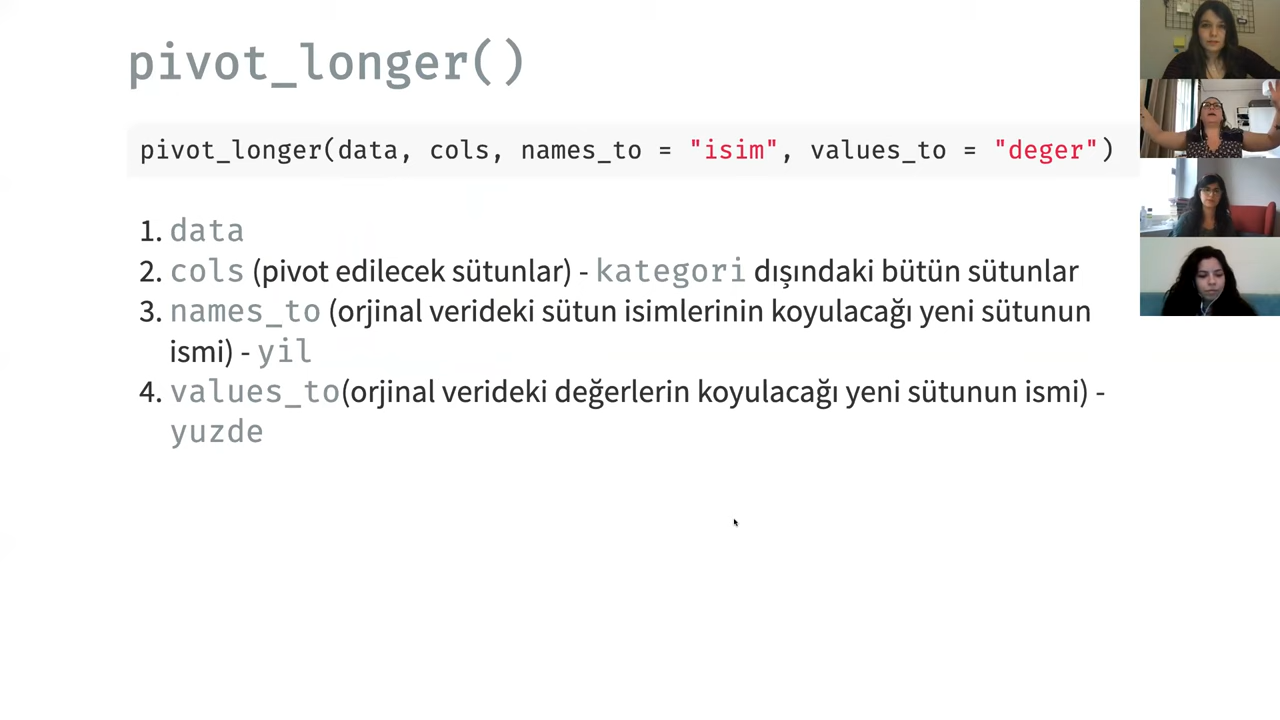 pivot_longer()
pivot_longer(data, cols, names_to = "isim", values_to = "deger")
1. data
2. cols (pivot edilecek sütunlar) - kategori dışındaki bütün sütunlar
3. names_to (orjinal verideki sütun isimlerinin koyulacağı yeni sütunun
ismi) - yil
4. values_to(orjinal verideki değerlerin koyulacağı yeni sütunun ismi) -
yuzde